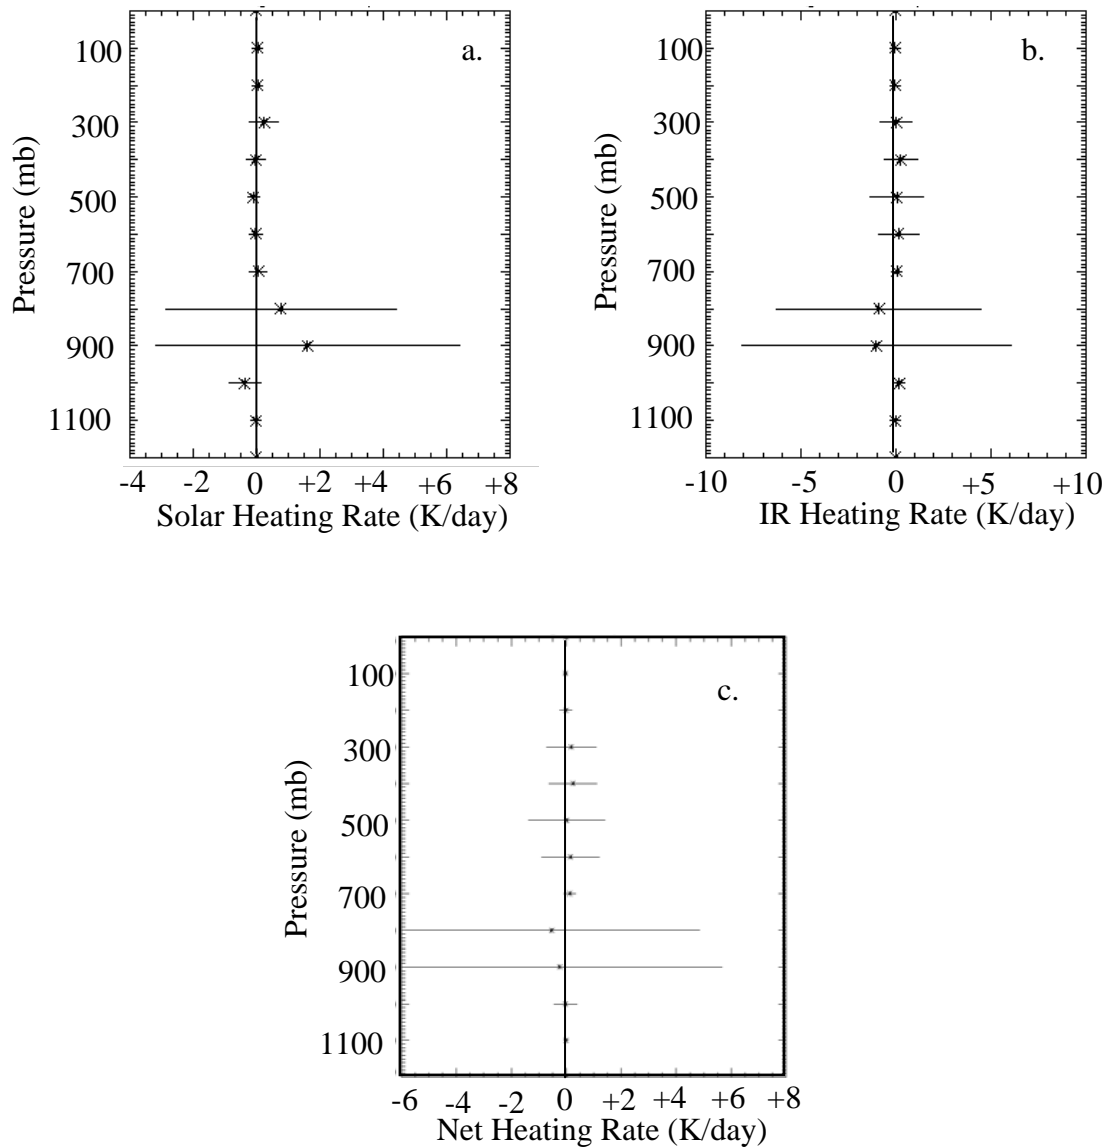 a.
100
300
500
700
900
1100
Pressure (mb)
-4 -2 0 +2 +4 +6 +8
Solar Heating Rate (K/day)
b.
100
300
500
700
900
1100
Pressure (mb)
-10 -5 0 +5 +10
IR Heating Rate (K/day)
c.
100
300
500
700
900
1100
Pressure (mb)
-6 -4 -2 0 +2 +4 +6 +8
Net Heating Rate (K/day)